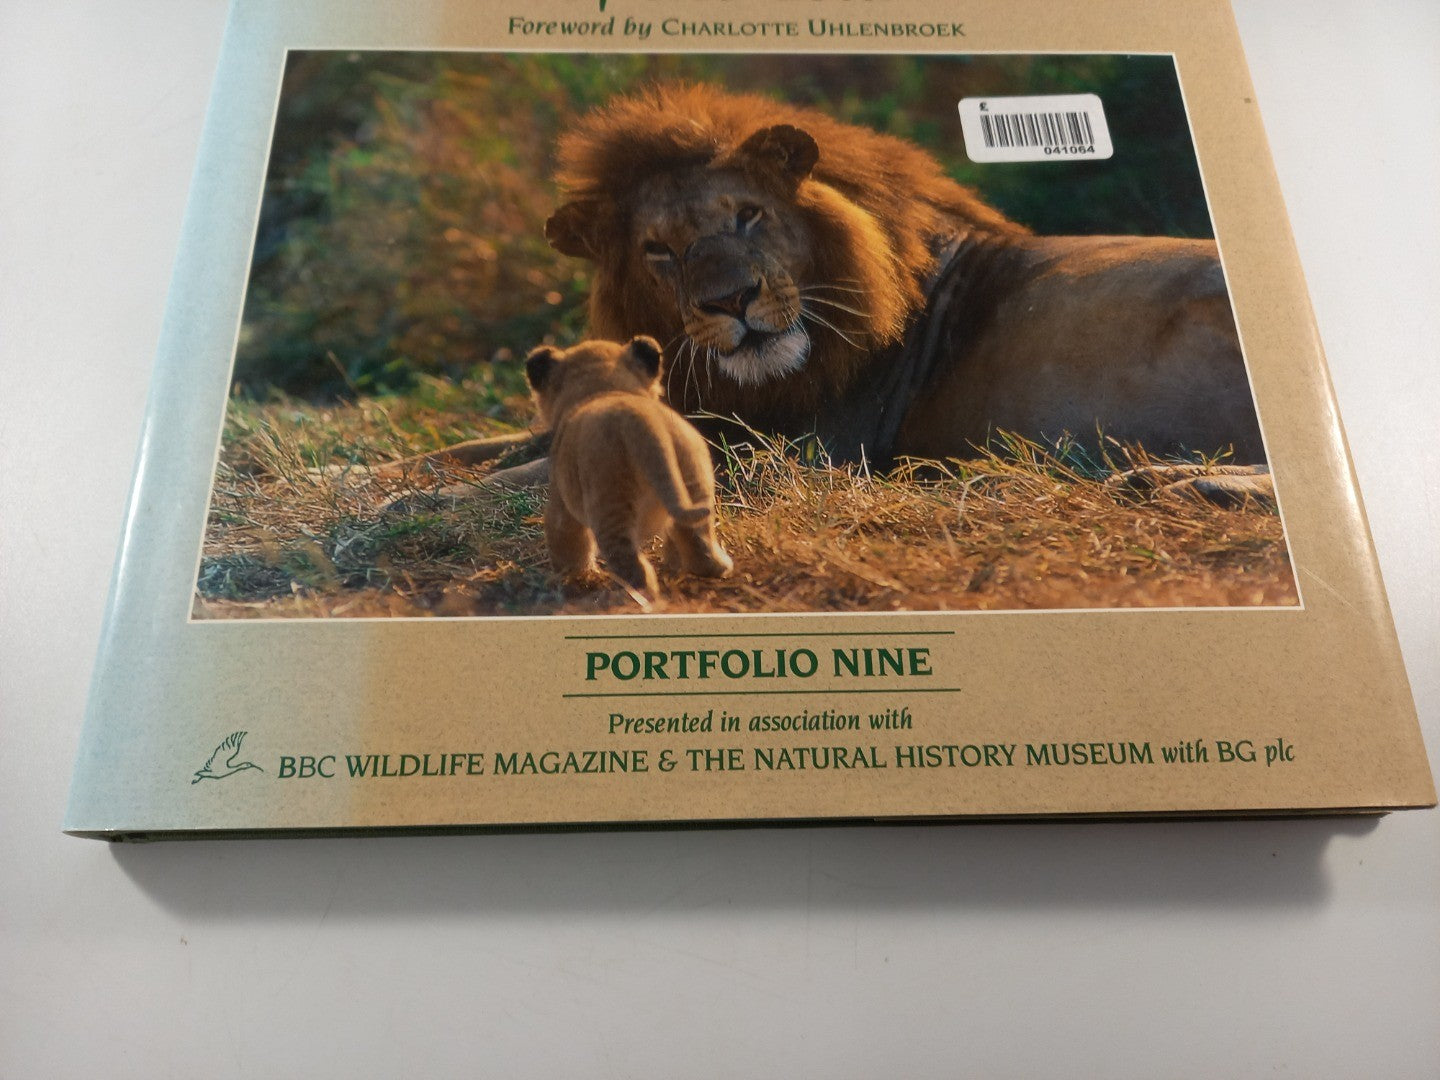 Foreword by CHARLOTTE UHLENBROEK
£
041064
PORTFOLIO NINE
Presented in association with
BBC WILDLIFE MAGAZINE & THE NATURAL HISTORY MUSEUM with BG plc